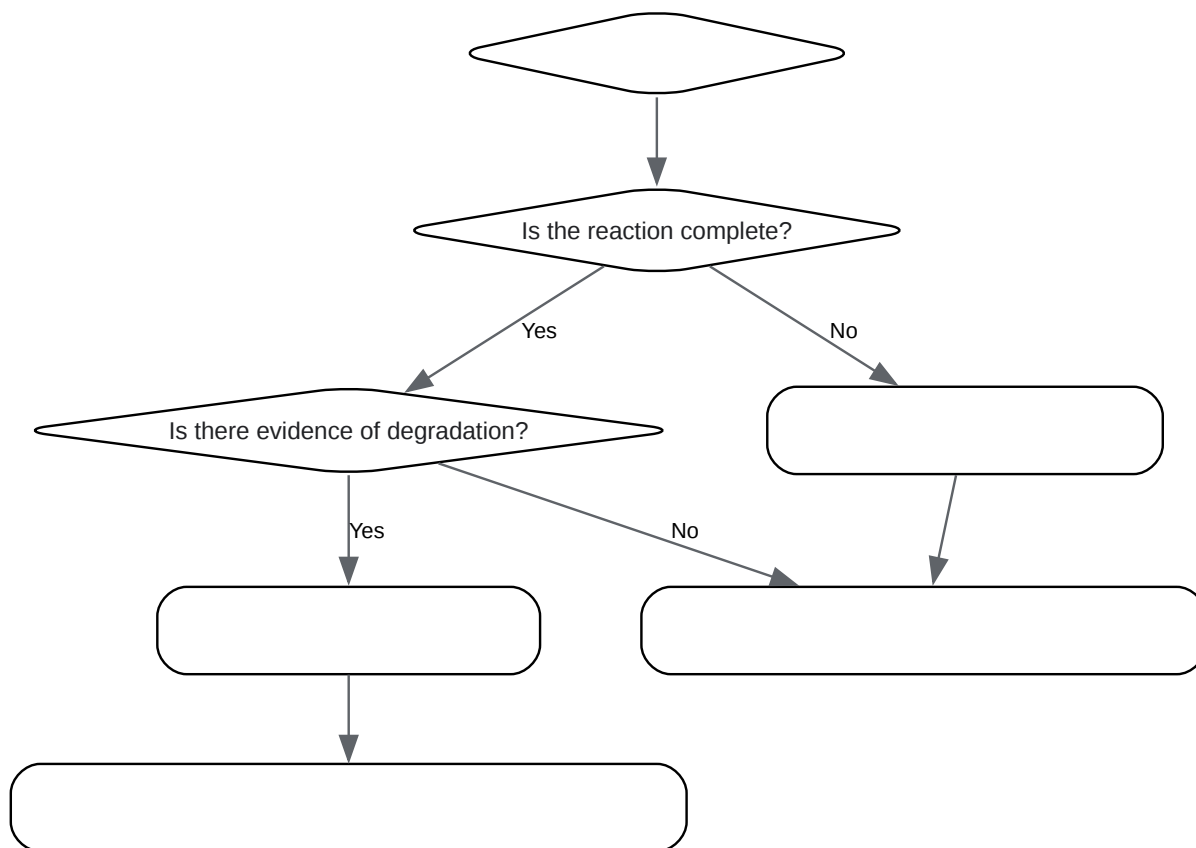 Is the reaction complete?
Yes
No
Is there evidence of degradation?
Yes
No